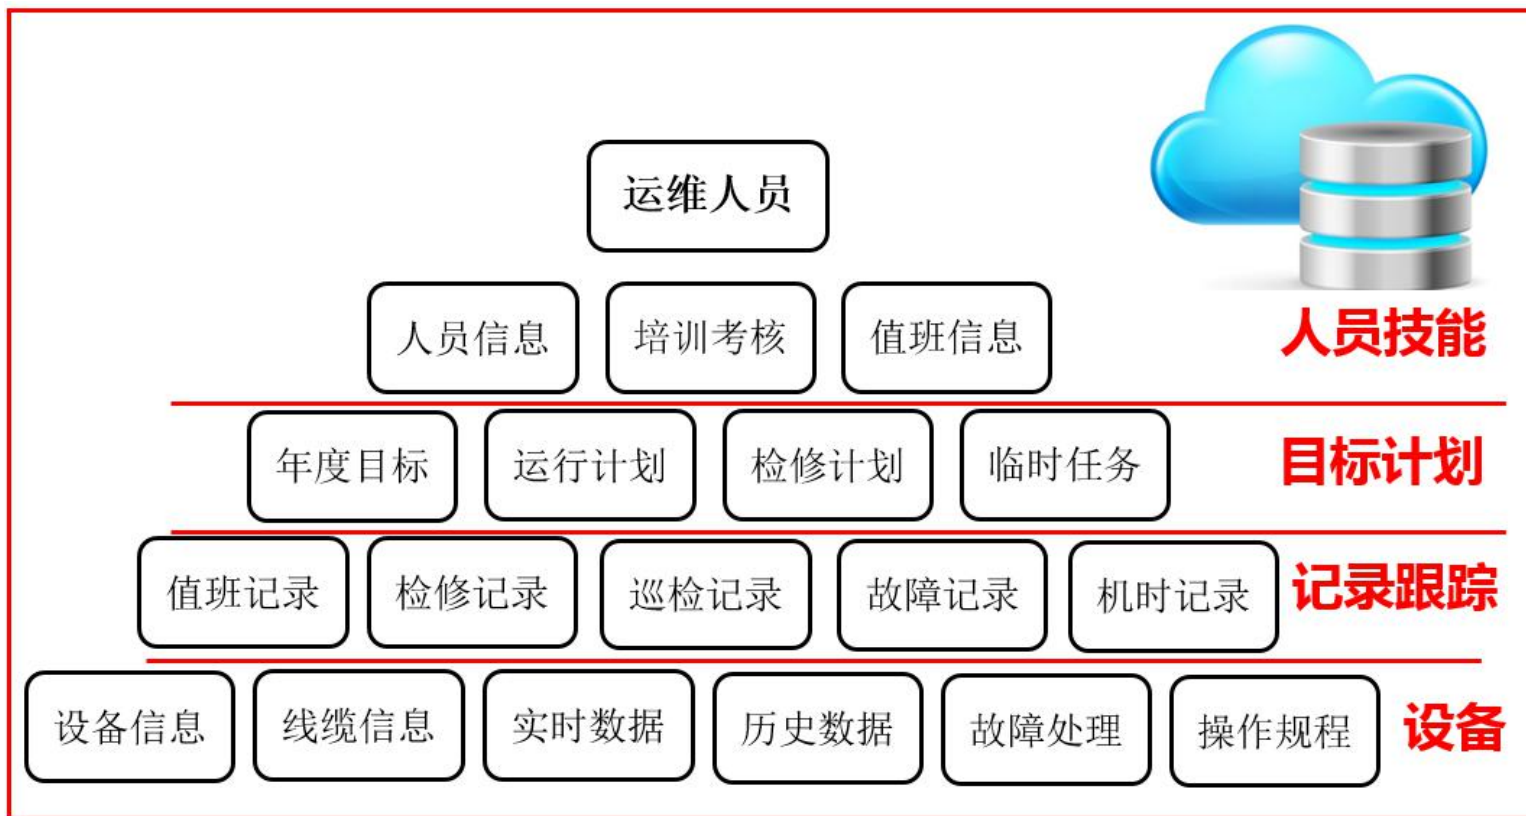 运维人员
人员信息 培训考核 值班信息 人员技能
年度目标 运行计划 检修计划 临时任务 目标计划
值班记录 检修记录 巡检记录 故障记录 机时记录 记录跟踪
设备信息 线缆信息 实时数据 历史数据 故障处理 操作规程 设备